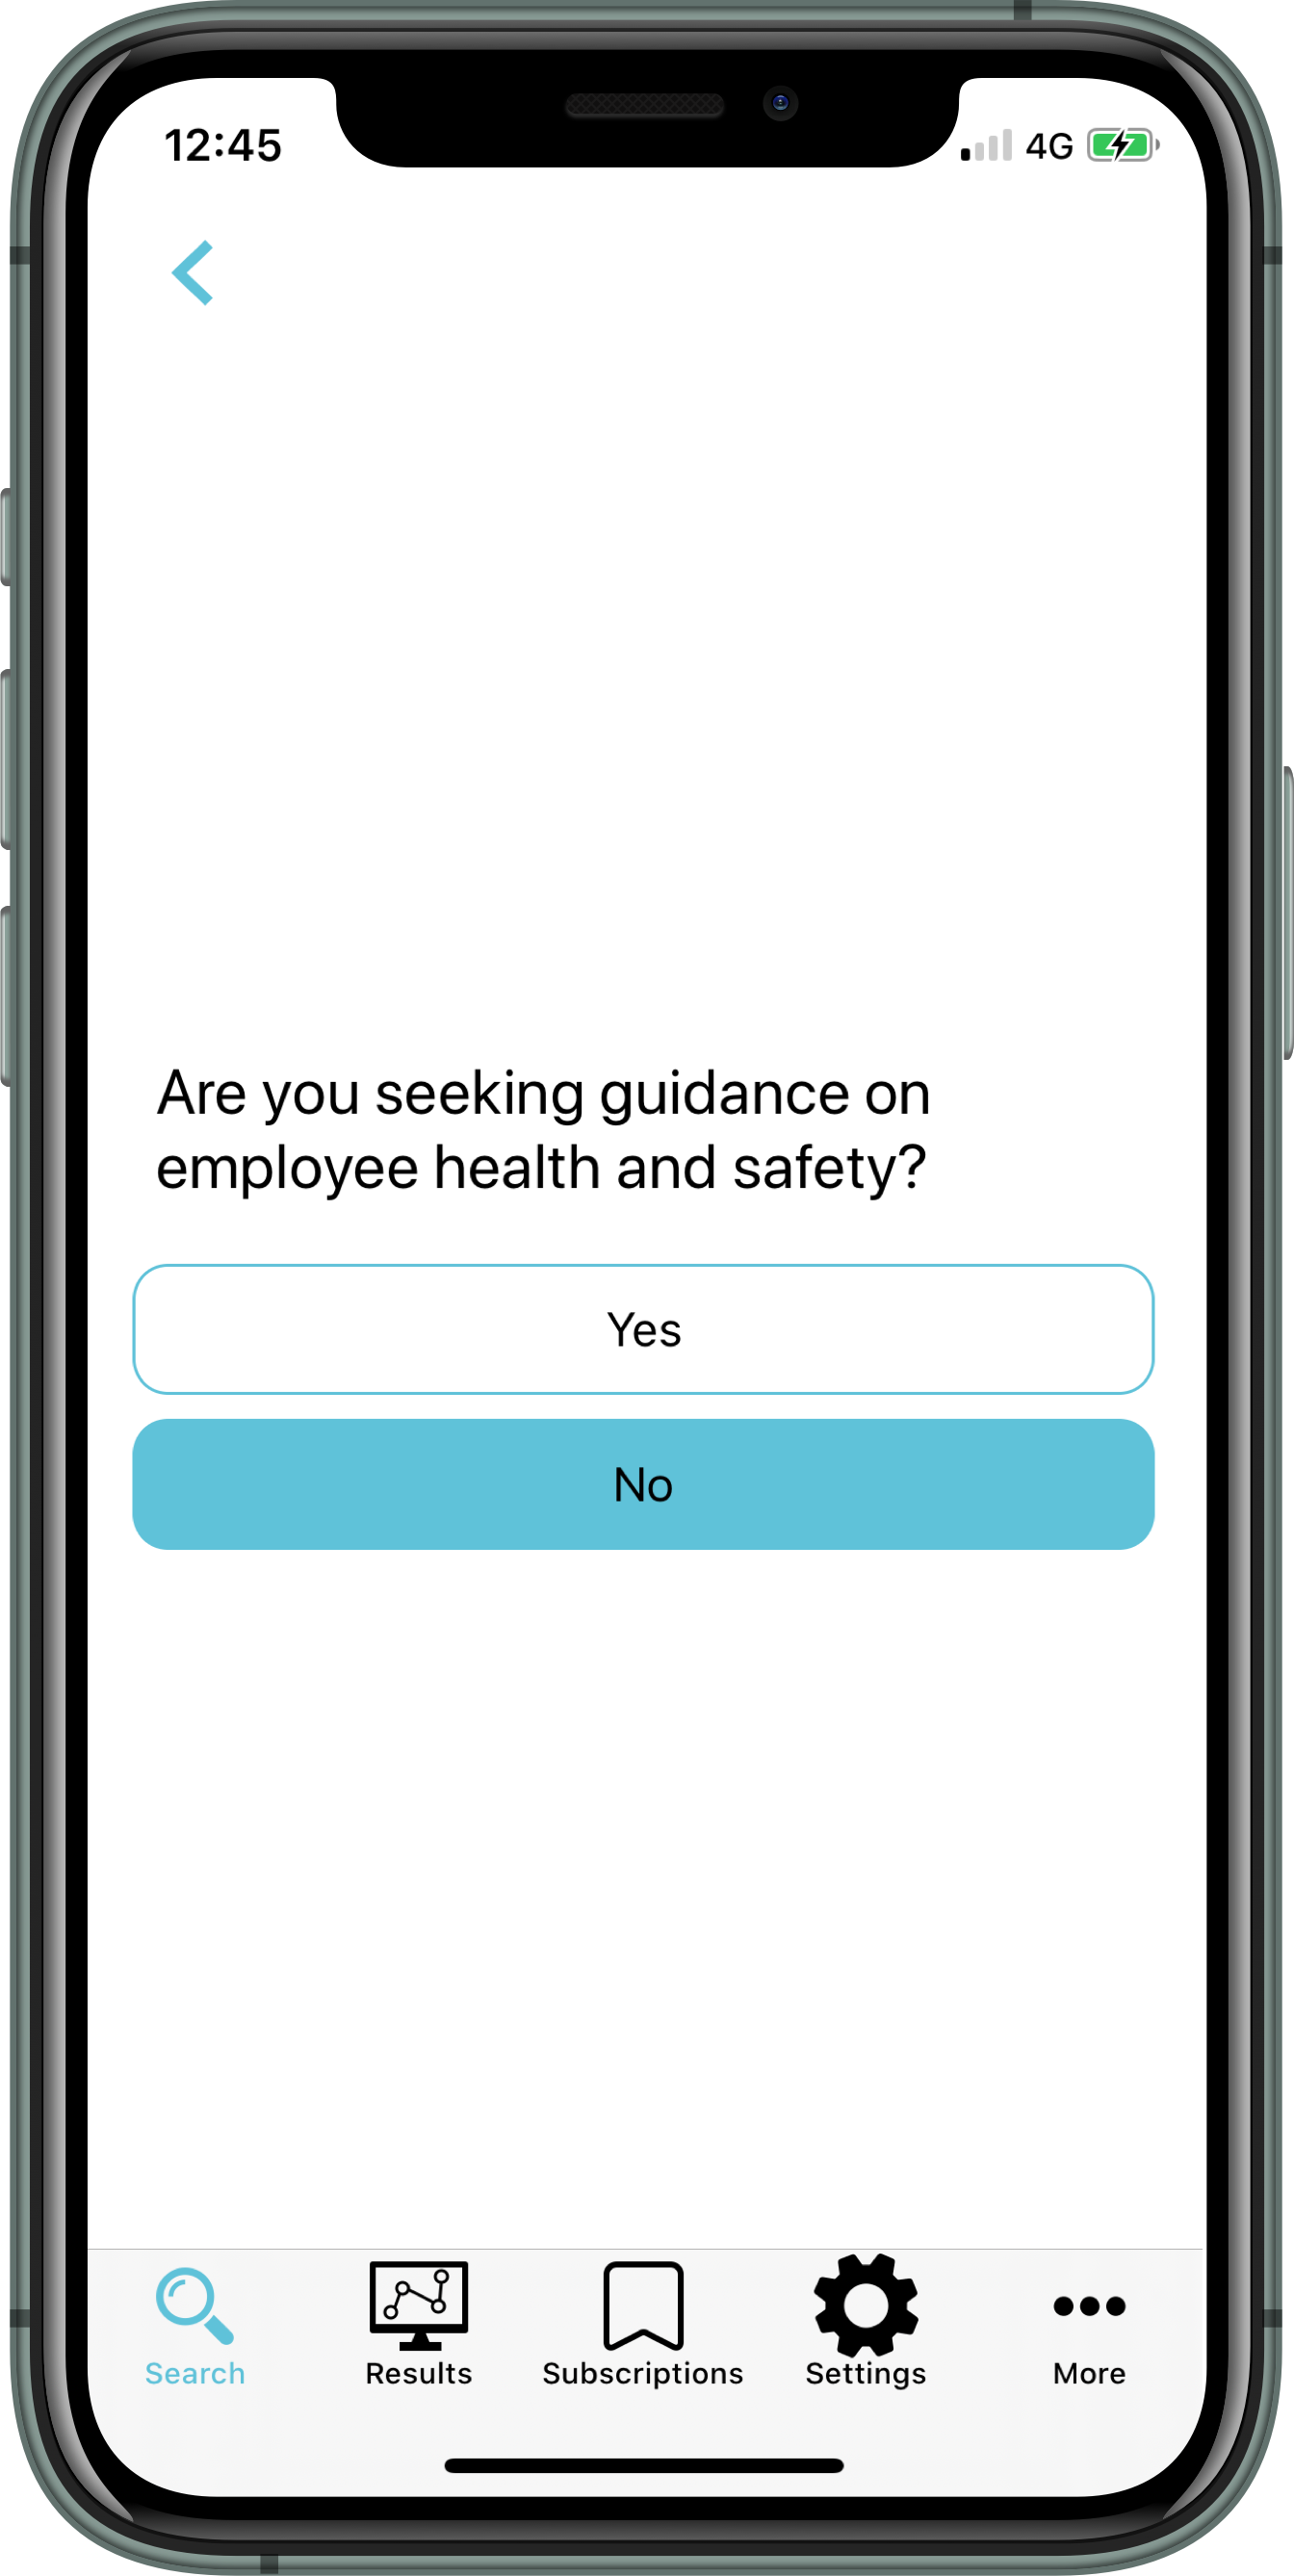 12:45 4G
Are you seeking guidance on
employee health and safety?
Yes
No
Search Results Subscriptions Settings More